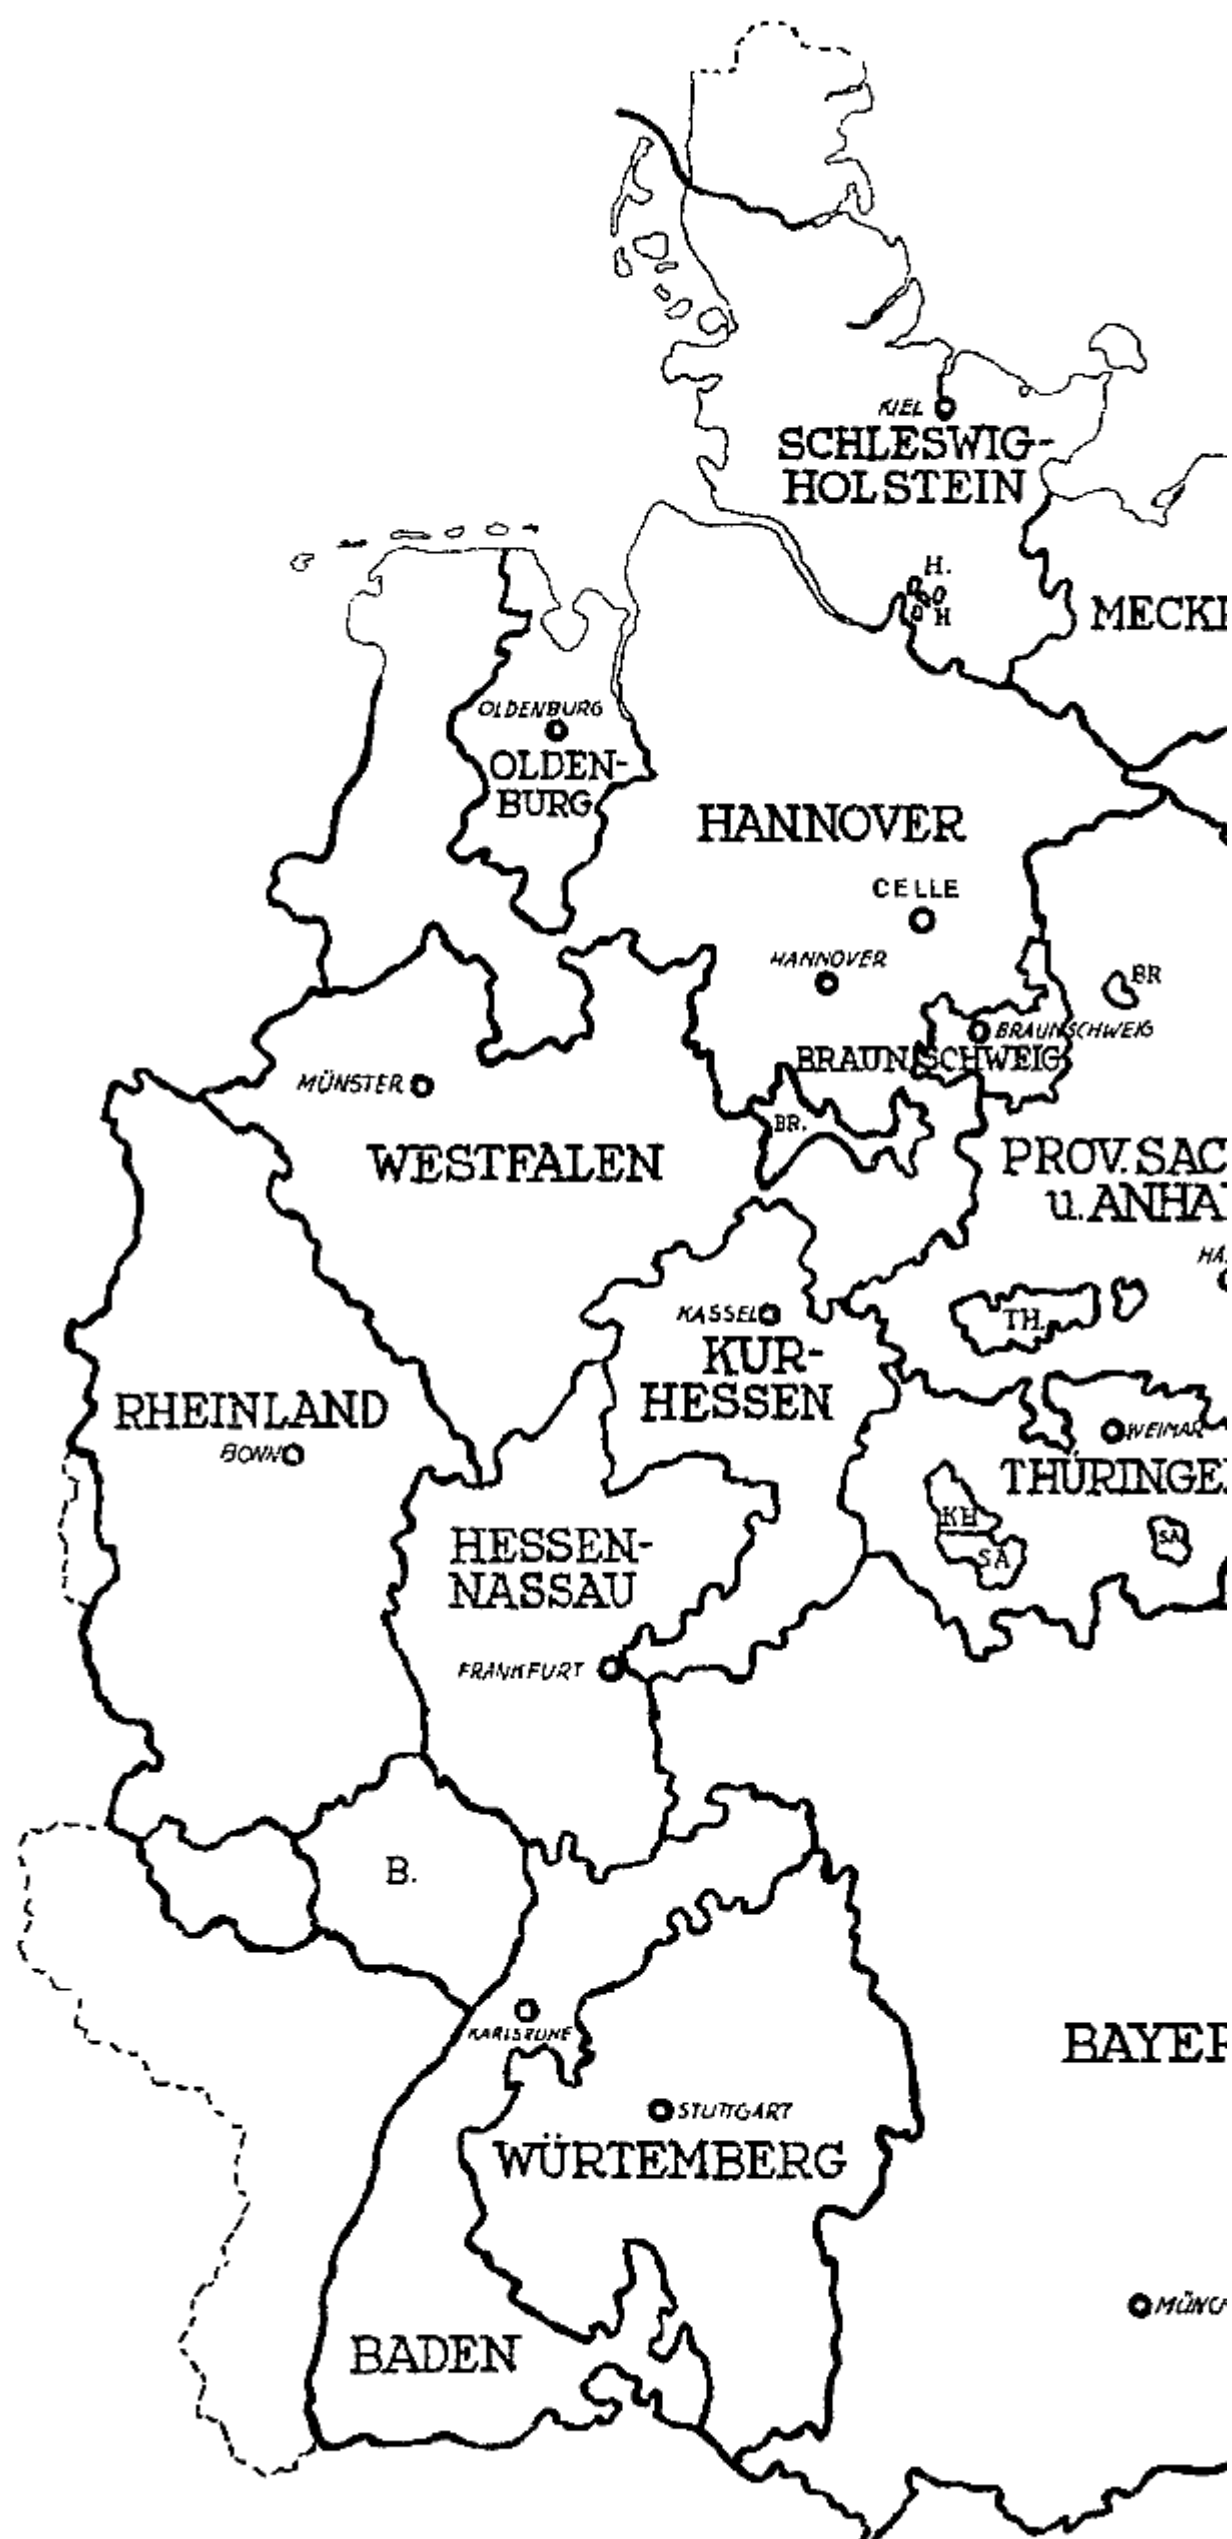 KIEL
SCHLESWIG-
HOLSTEIN
H.
H
OLDENBURG
OLDEN-
BURG
HANNOVER
CELLE
HANNOVER
BR
BRAUNSCHWEIG
BRAUNSCHWEIG
MÜNSTER
BR.
WESTFALEN
PROV. SAC
u. ANHA
KASSEL
TH.
KUR-
HESSEN
RHEINLAND
BONN
WEIMAR
THÜRINGE
KH
SA
SA
HESSEN-
NASSAU
FRANKFURT
B.
KARLSRUHE
BAYER
STUTTGART
WÜRTEMBERG
MÜNC
BADEN